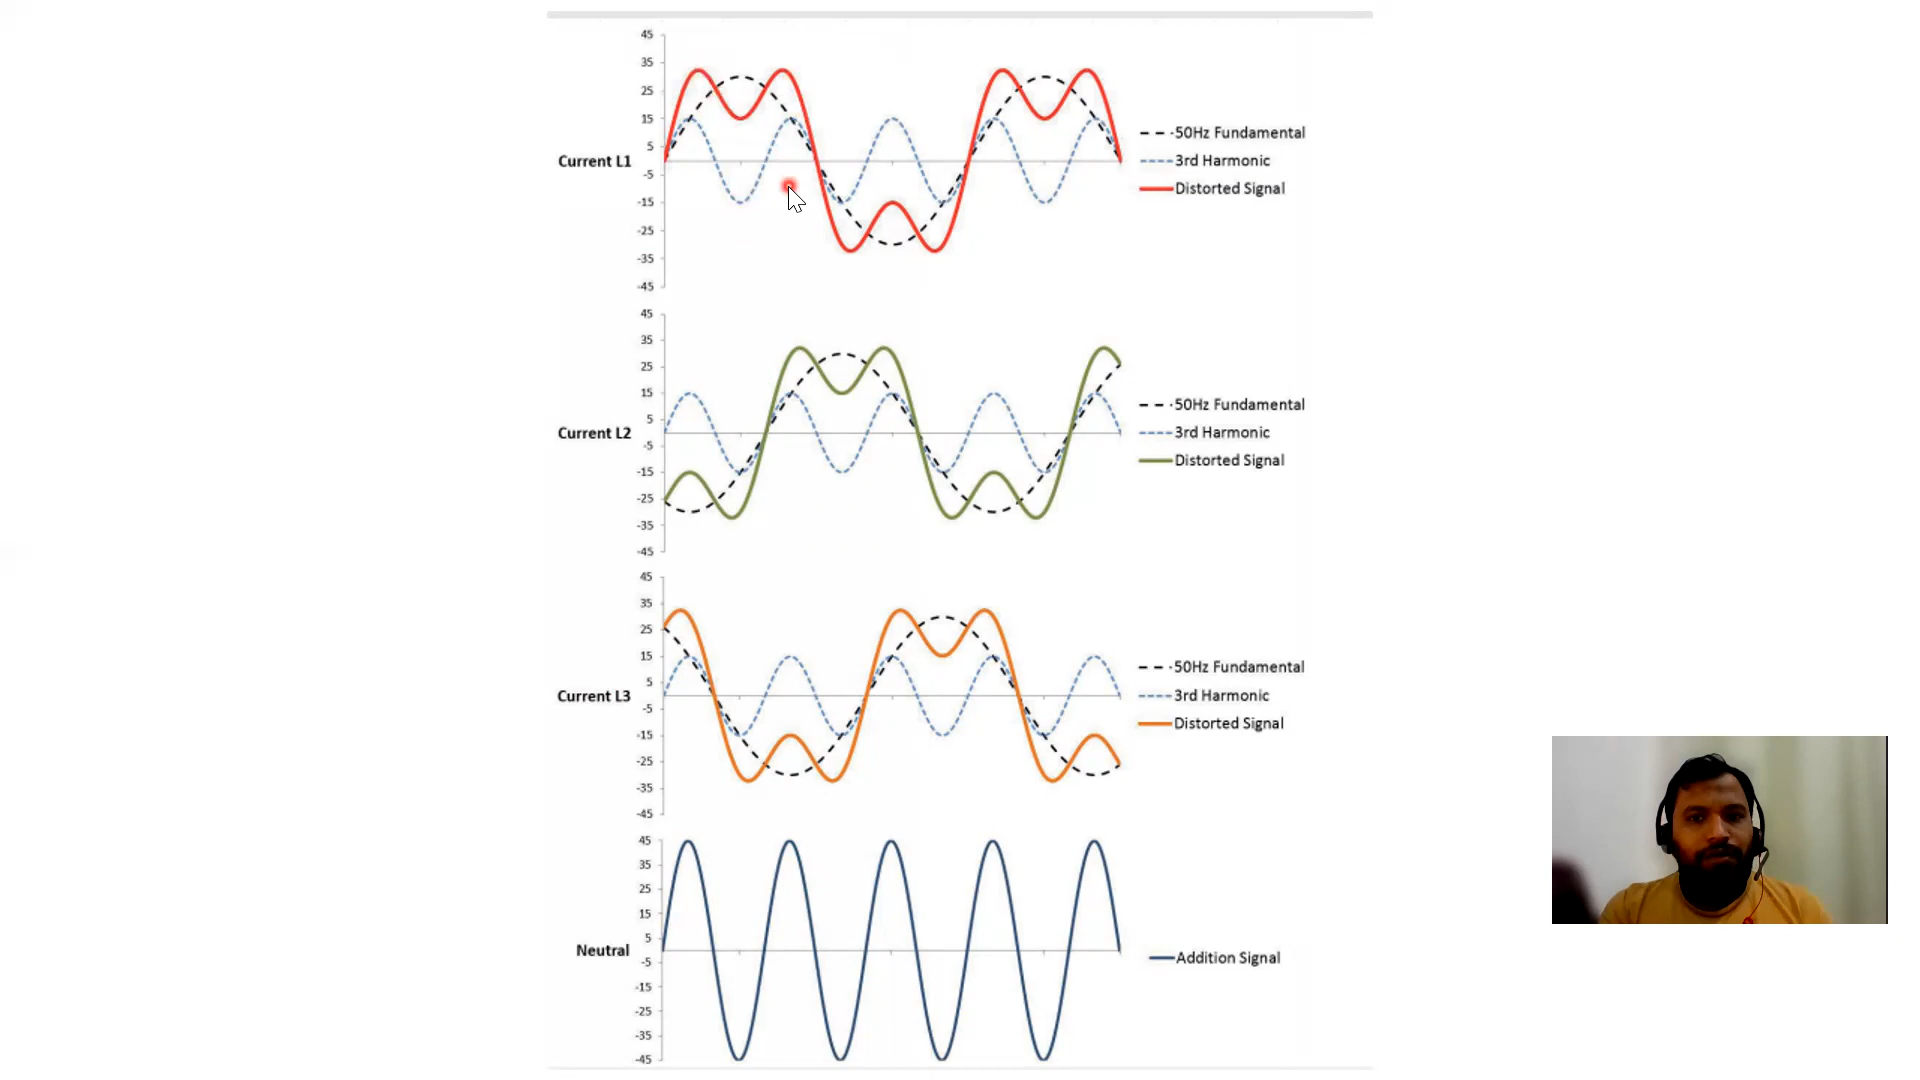 45
35
25
15
5
-5
-15
-25
-35
-45
Current L1
-50Hz Fundamental
3rd Harmonic
Distorted Signal
45
35
25
15
5
-5
-15
-25
-35
-45
Current L2
-50Hz Fundamental
3rd Harmonic
Distorted Signal
45
35
25
15
5
-5
-15
-25
-35
-45
Current L3
-50Hz Fundamental
3rd Harmonic
Distorted Signal
45
35
25
15
5
-5
-15
-25
-35
-45
Neutral
Addition Signal